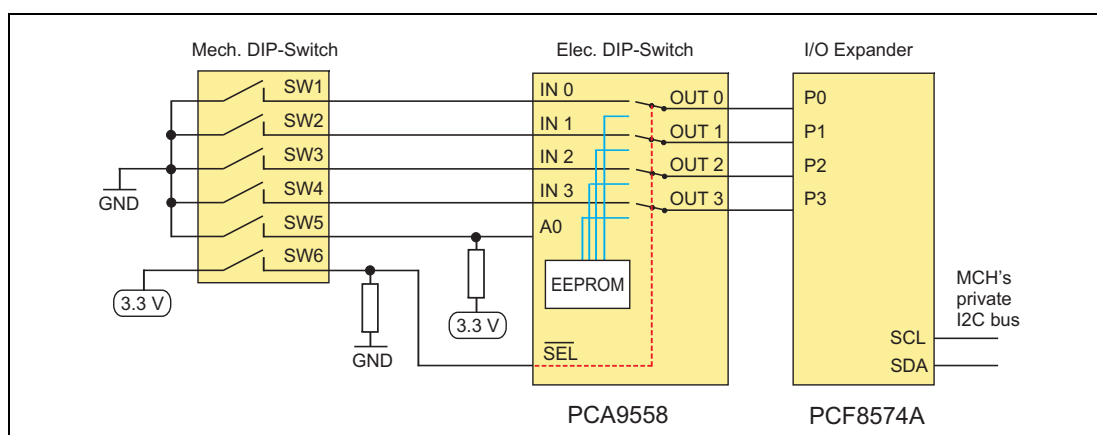 Mech. DIP-Switch
Elec. DIP-Switch
I/O Expander
SW1
SW2
SW3
SW4
SW5
SW6
GND
3.3 V
GND
3.3 V
IN 0
IN 1
IN 2
IN 3
A0
EEPROM
SEL
OUT 0
OUT 1
OUT 2
OUT 3
P0
P1
P2
P3
SCL
SDA
MCH's
private
I2C bus
PCA9558
PCF8574A